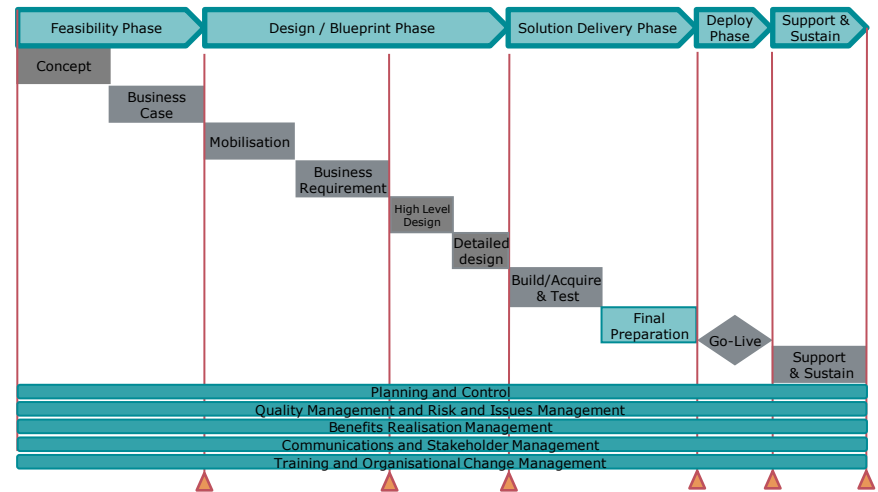 Feasibility Phase
Design / Blueprint Phase
Solution Delivery Phase
Deploy
Phase
Support &
Sustain
Concept
Business
Case
Mobilisation
Business
Requirement
High Level
Design
Detailed
design
Build/Acquire
& Test
Final
Preparation
Go-Live
Support
& Sustain
Planning and Control
Quality Management and Risk and Issues Management
Benefits Realisation Management
Communications and Stakeholder Management
Training and Organisational Change Management